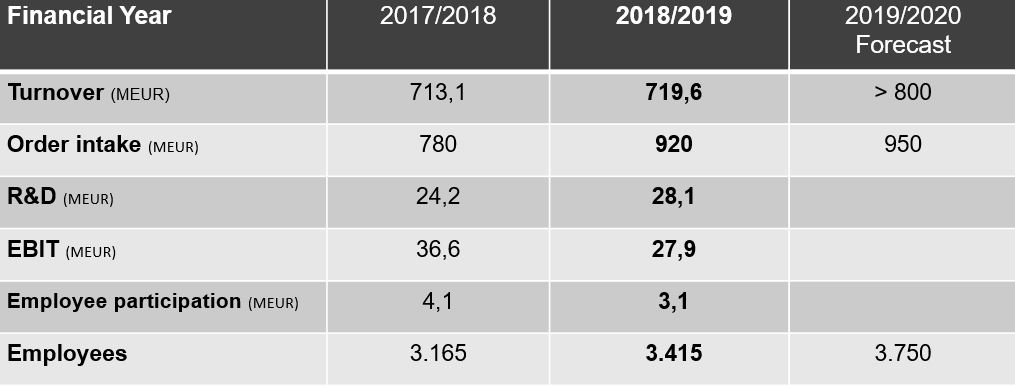 Financial Year 2017/2018 2018/2019 2019/2020
Forecast
Turnover (MEUR) 713,1 719,6 > 800
Order intake (MEUR) 780 920 950
R&D (MEUR) 24,2 28,1
EBIT (MEUR) 36,6 27,9
Employee participation (MEUR) 4,1 3,1
Employees 3.165 3.415 3.750